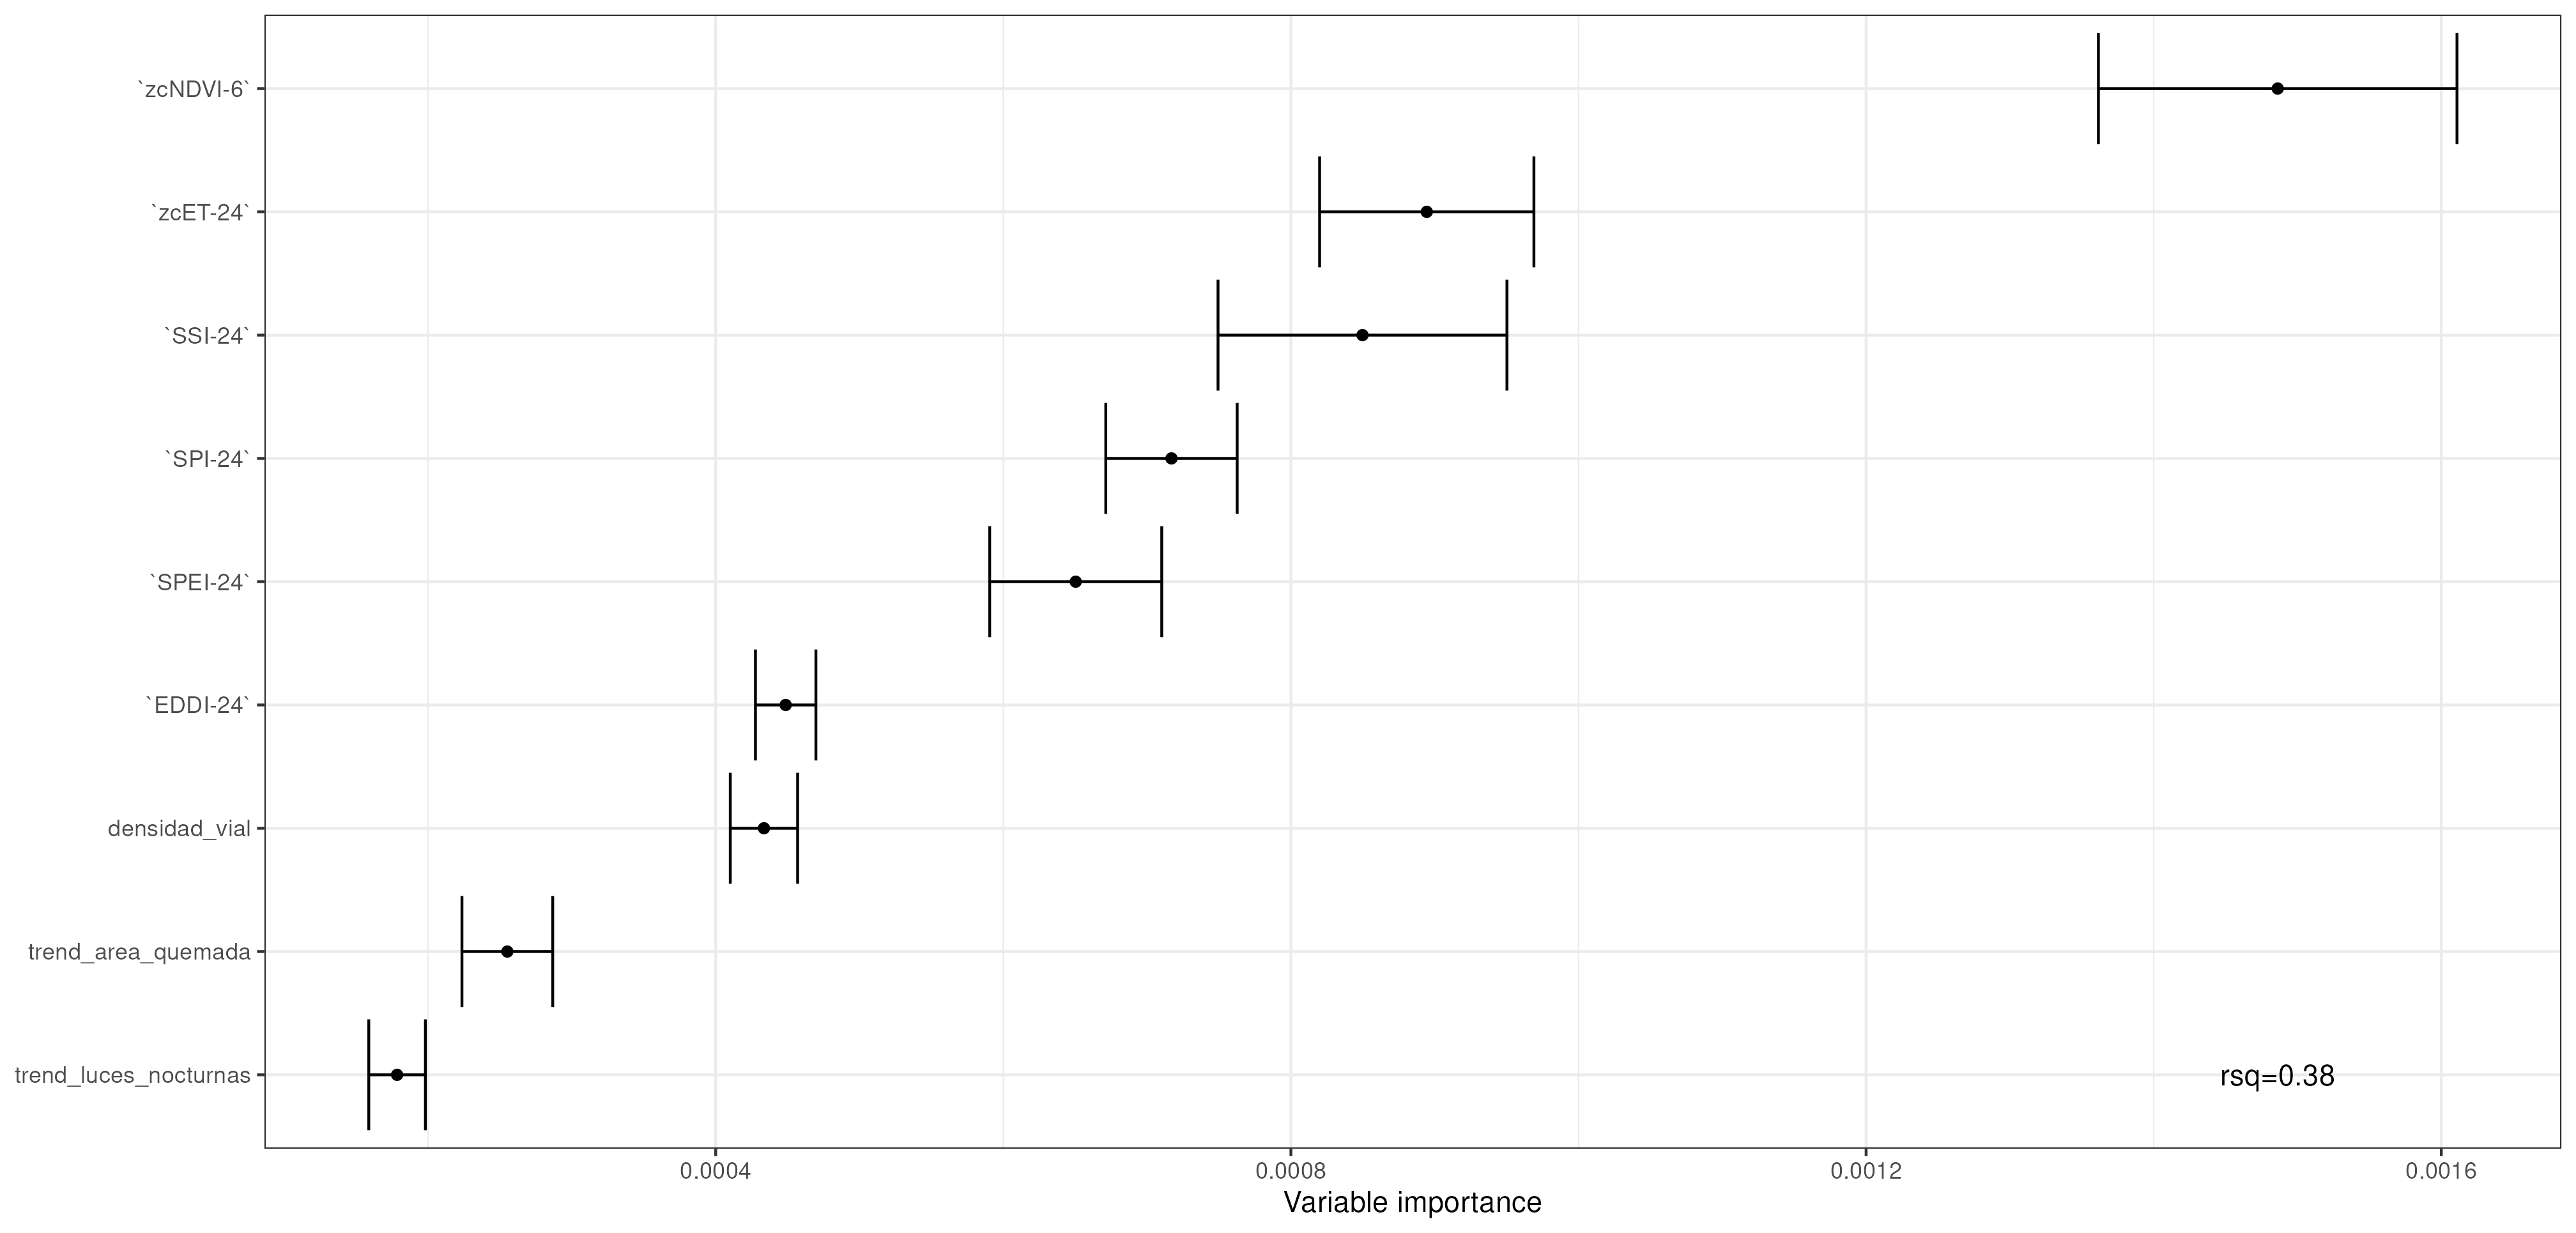 `zcNDVI-6`
`zcET-24`
`SSI-24`
`SPI-24`
`SPEI-24`
`EDDI-24`
densidad_vial
trend_area_quemada
trend_luces_nocturnas
rsq=0.38
0.0004 0.0008 0.0012 0.0016
Variable importance